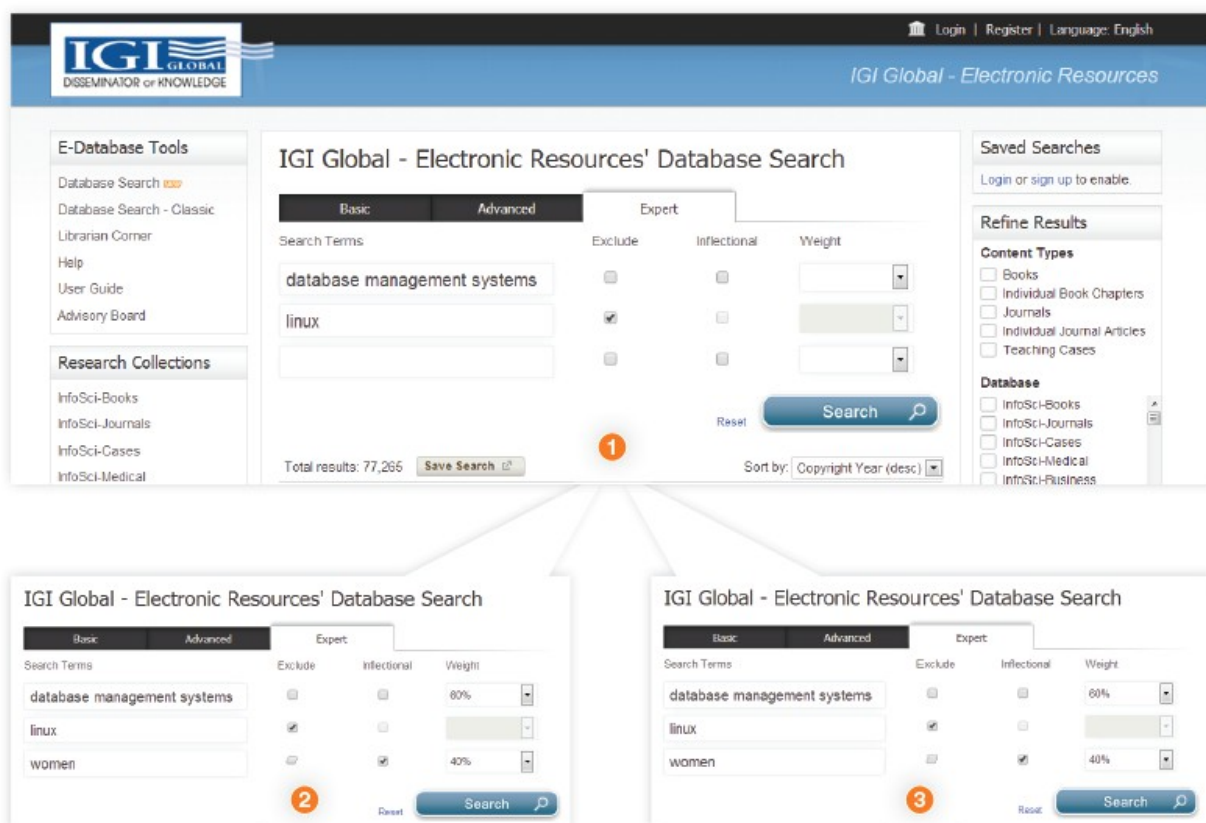 Login | Register | Language: English
IGI GLOBAL
DISSEMINATOR OF KNOWLEDGE
IGI Global - Electronic Resources
E-Database Tools
Database Search
Database Search - Classic
Librarian Corner
Help
User Guide
Advisory Board
Research Collections
InfoSci-Books
InfoSci-Journals
InfoSci-Cases
InfoSci-Medical
IGI Global - Electronic Resources' Database Search
Basic Advanced Expert
Search Terms Exclude Inflectional Weight
database management systems
linux
Reset Search
1
Total results: 77,265 Save Search Sort by: Copyright Year (desc)
Saved Searches
Login or sign up to enable.
Refine Results
Content Types
Books
Individual Book Chapters
Journals
Individual Journal Articles
Teaching Cases
Database
InfoSci-Books
InfoSci-Journals
InfoSci-Cases
InfoSci-Medical
InfoSci-Business
IGI Global - Electronic Resources' Database Search
Basic Advanced Expert
Search Terms Exclude Inflectional Weight
database management systems 60%
linux
women 40%
2 Reset Search
IGI Global - Electronic Resources' Database Search
Basic Advanced Expert
Search Terms Exclude Inflectional Weight
database management systems 60%
linux
women 40%
3 Reset Search